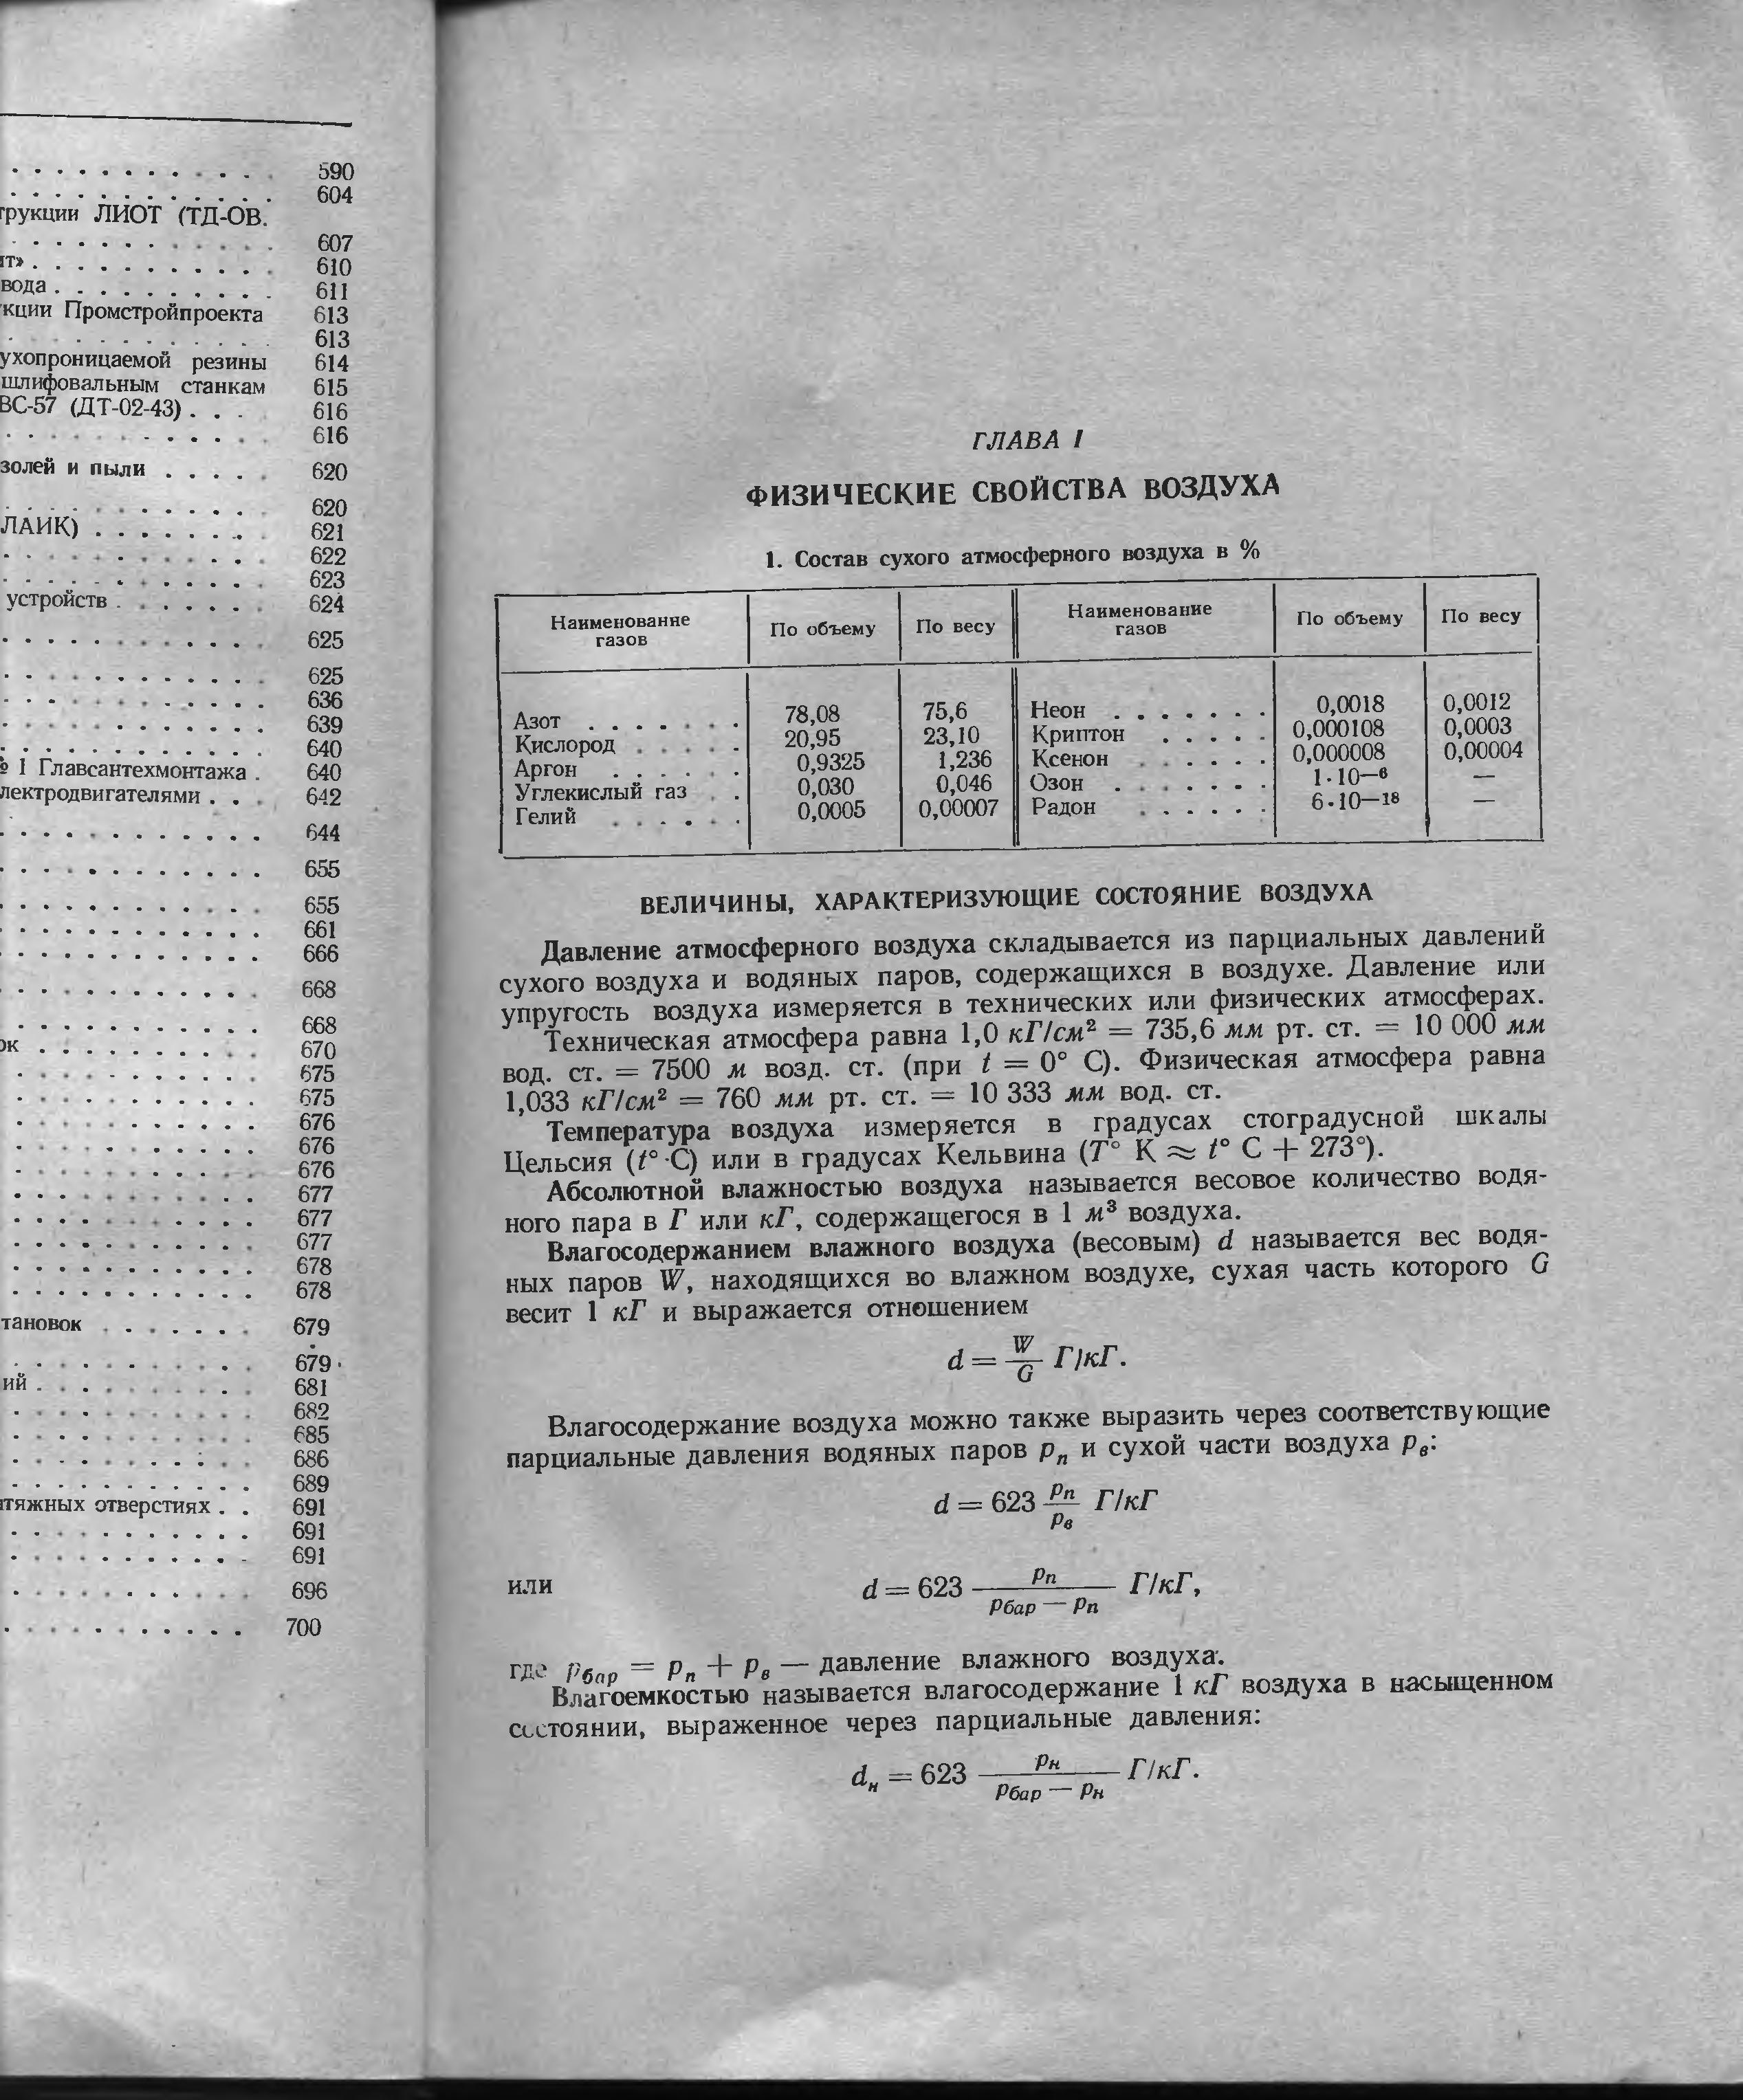 590
604
трукции ЛИОТ (ТД-ОВ.
607
610
вода . . . . . . . . . . 611
кции Промстройпроекта 613
613
ухопроницаемой резины 614
шлифовальным станкам 615
ВС-57 (ДТ-02-43) . . . 616
616
золей и пыли . . . . . 620
620
ЛАИК) . . . . . . . . 621
622
623
устройств . . . . . . . 624
625
625
636
639
640
№ 1 Главсантехмонтажа . 640
лектродвигателями . . . 642
644
655
655
661
666
668
668
670
675
675
676
676
676
677
677
677
678
678
тановок . . . . . . . 679
679
ий . . . . . . . . . . 681
682
685
686
689
тяжных отверстиях . . 691
691
691
696
700
ГЛАВА I
ФИЗИЧЕСКИЕ СВОЙСТВА ВОЗДУХА
1. Состав сухого атмосферного воздуха в %
Наименование газов | По объему | По весу | Наименование газов | По объему | По весу
Азот . . . . . . . 78,08 75,6 Неон . . . . . . . 0,0018 0,0012
Кислород . . . . . 20,95 23,10 Криптон . . . . . 0,000108 0,0003
Аргон . . . . . . 0,9325 1,236 Ксенон . . . . . . 0,000008 0,00004
Углекислый газ . . 0,030 0,046 Озон . . . . . . . 1·10—6 —
Гелий . . . . . . 0,0005 0,00007 Радон . . . . . . 6·10—18 —
ВЕЛИЧИНЫ, ХАРАКТЕРИЗУЮЩИЕ СОСТОЯНИЕ ВОЗДУХА
Давление атмосферного воздуха складывается из парциальных давлений
сухого воздуха и водяных паров, содержащихся в воздухе. Давление или
упругость воздуха измеряется в технических или физических атмосферах.
Техническая атмосфера равна 1,0 кГ/см² = 735,6 мм рт. ст. = 10 000 мм
вод. ст. = 7500 м возд. ст. (при t = 0° С). Физическая атмосфера равна
1,033 кГ/см² = 760 мм рт. ст. = 10 333 мм вод. ст.
Температура воздуха измеряется в градусах стоградусной шкалы
Цельсия (t° С) или в градусах Кельвина (T° К ≈ t° С + 273°).
Абсолютной влажностью воздуха называется весовое количество водя-
ного пара в Г или кГ, содержащегося в 1 м³ воздуха.
Влагосодержанием влажного воздуха (весовым) d называется вес водя-
ных паров W, находящихся во влажном воздухе, сухая часть которого G
весит 1 кГ и выражается отношением
d = W/G Г/кГ.
Влагосодержание воздуха можно также выразить через соответствующие
парциальные давления водяных паров pп и сухой части воздуха pв:
d = 623 pп/pв Г/кГ
или d = 623 pп/(pбар — pп) Г/кГ,
где pбар = pп + pв — давление влажного воздуха.
Влагоемкостью называется влагосодержание 1 кГ воздуха в насыщенном
состоянии, выраженное через парциальные давления:
dн = 623 pн/(pбар — pн) Г/кГ.